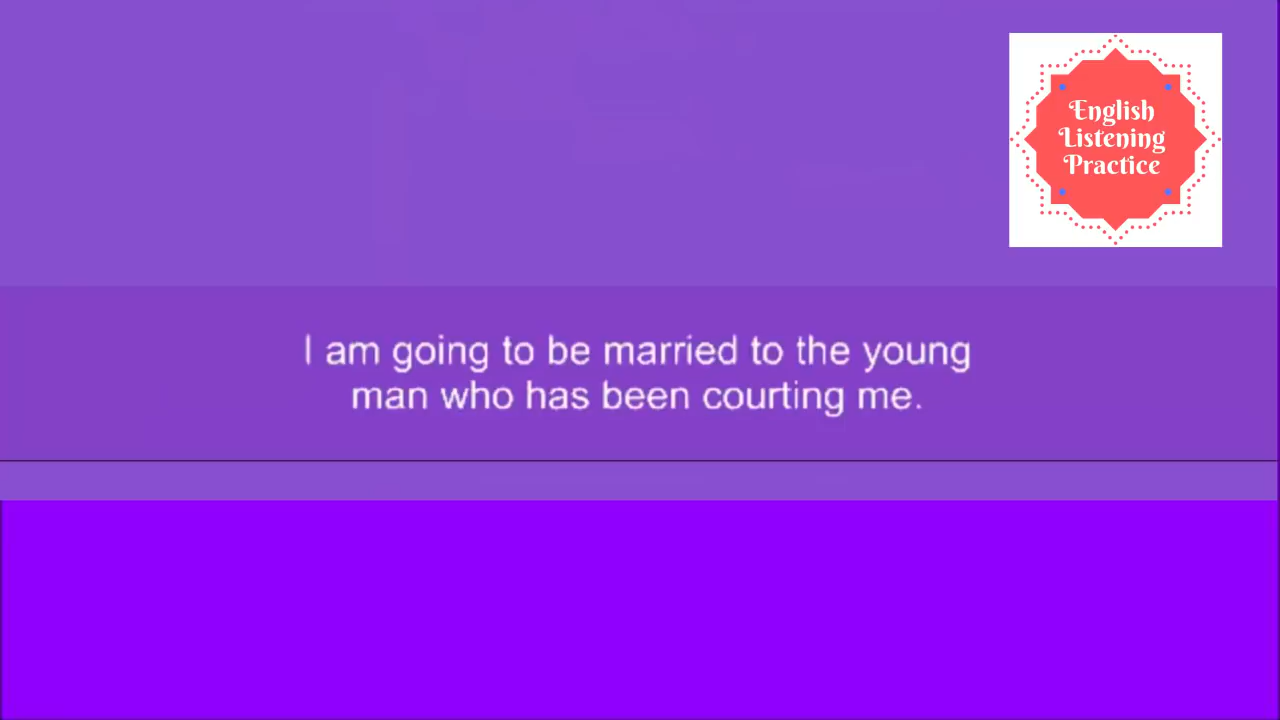 English
Listening
Practice
I am going to be married to the young
man who has been courting me.